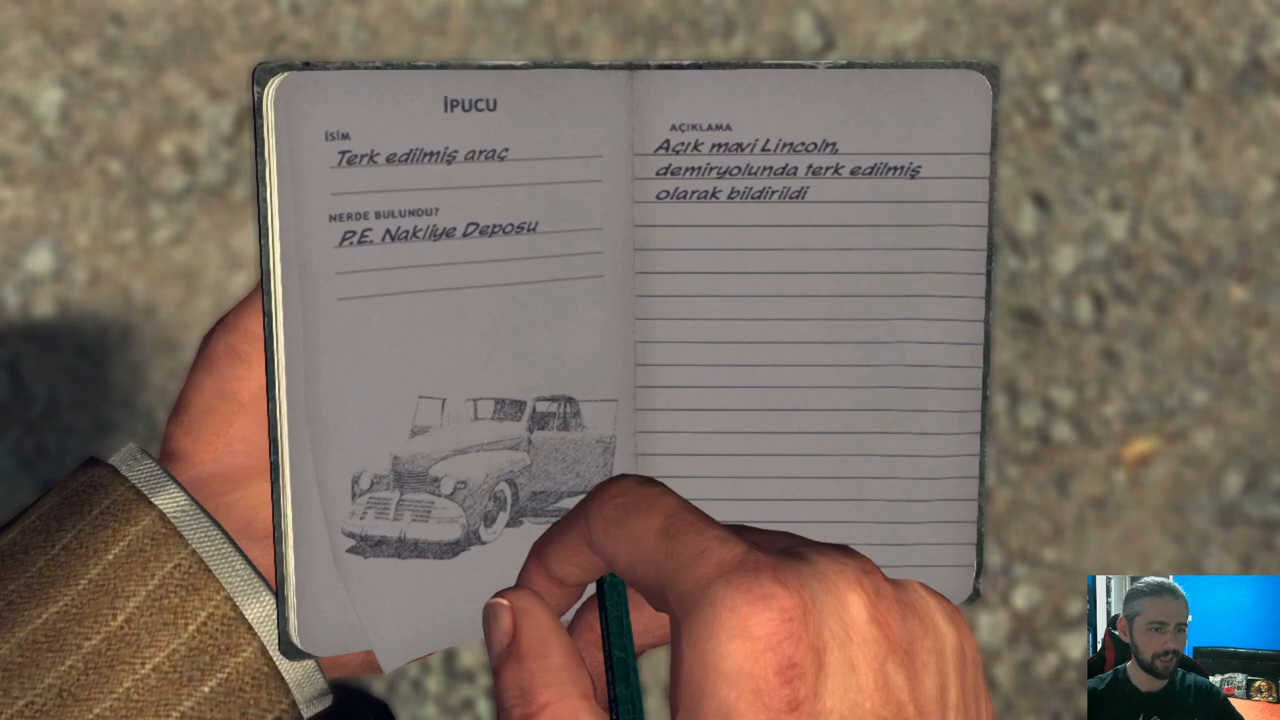 İPUCU
İSİM
Terk edilmiş araç
NERDE BULUNDU?
P.E. Nakliye Deposu
AÇIKLAMA
Açık mavi Lincoln,
demiryolunda terk edilmiş
olarak bildirildi